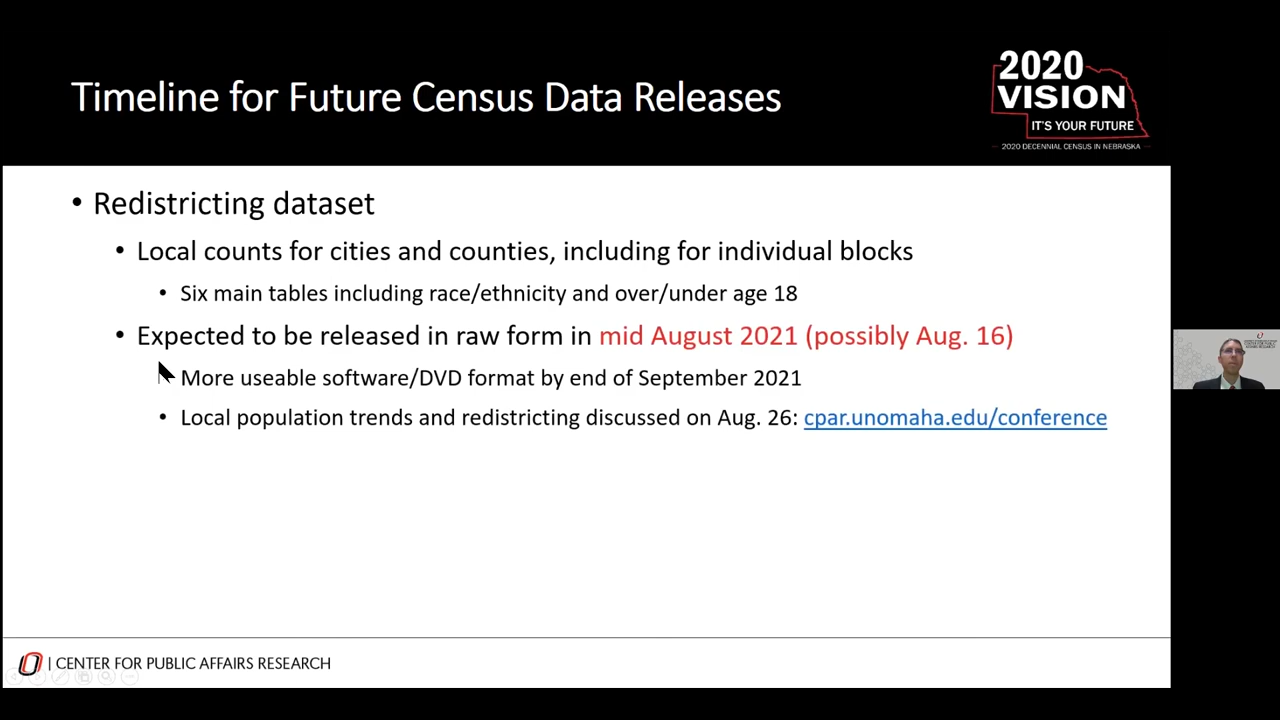 Timeline for Future Census Data Releases
2020
VISION
IT'S YOUR FUTURE
2020 DECENNIAL CENSUS IN NEBRASKA
• Redistricting dataset
• Local counts for cities and counties, including for individual blocks
• Six main tables including race/ethnicity and over/under age 18
• Expected to be released in raw form in mid August 2021 (possibly Aug. 16)
More useable software/DVD format by end of September 2021
• Local population trends and redistricting discussed on Aug. 26: cpar.unomaha.edu/conference
| CENTER FOR PUBLIC AFFAIRS RESEARCH